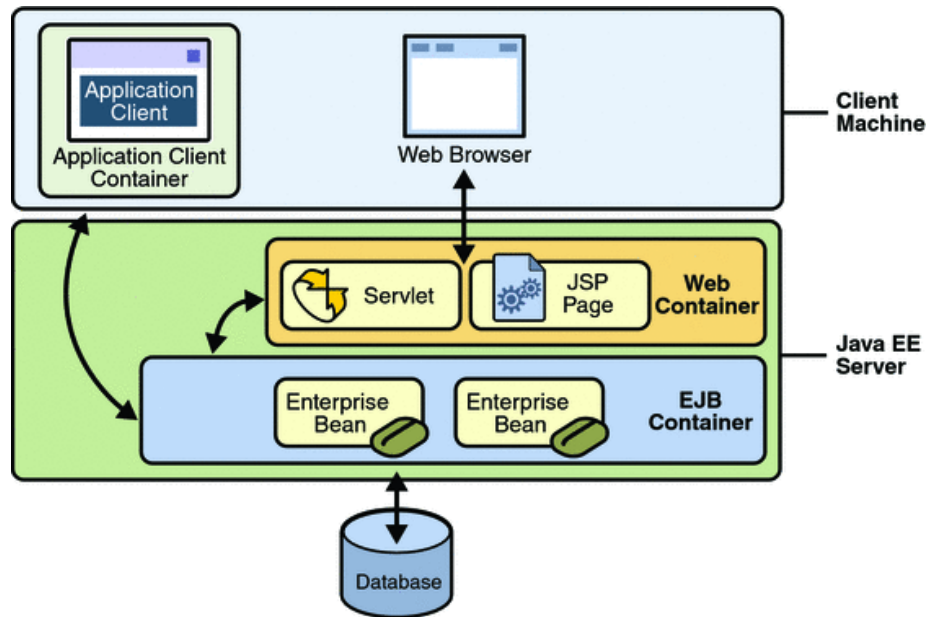 Application
Client
Application Client
Container
Web Browser
Client
Machine
Servlet
JSP
Page
Web
Container
Java EE
Server
Enterprise
Bean
Enterprise
Bean
EJB
Container
Database